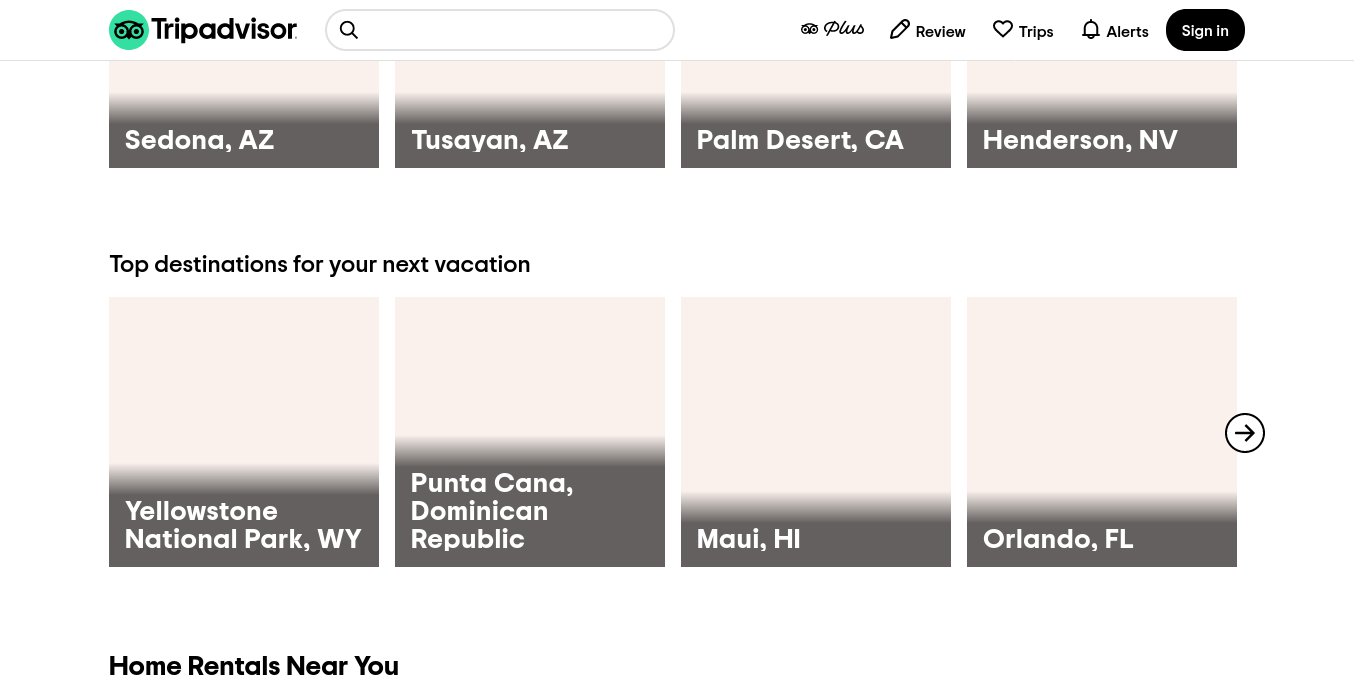 Tripadvisor
Plus
Review
Trips
Alerts
Sign in
Sedona, AZ
Tusayan, AZ
Palm Desert, CA
Henderson, NV
Top destinations for your next vacation
Yellowstone
National Park, WY
Punta Cana,
Dominican
Republic
Maui, HI
Orlando, FL
Home Rentals Near You